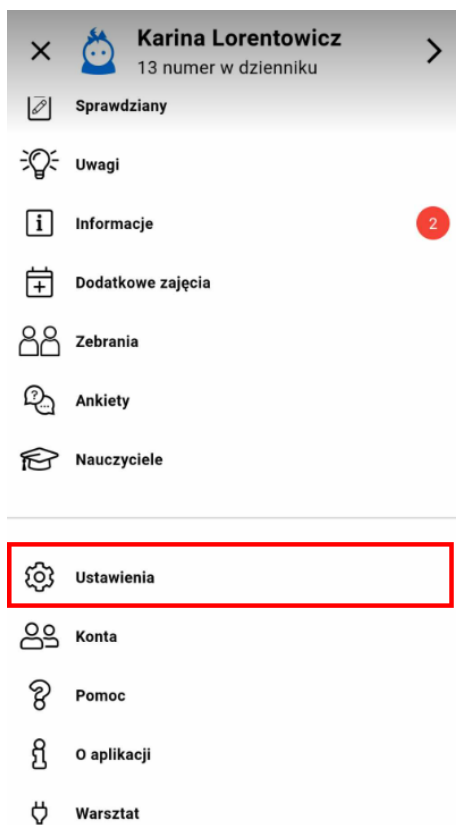 Karina Lorentowicz
13 numer w dzienniku
Sprawdziany
Uwagi
Informacje 2
Dodatkowe zajęcia
Zebrania
Ankiety
Nauczyciele
Ustawienia
Konta
Pomoc
O aplikacji
Warsztat